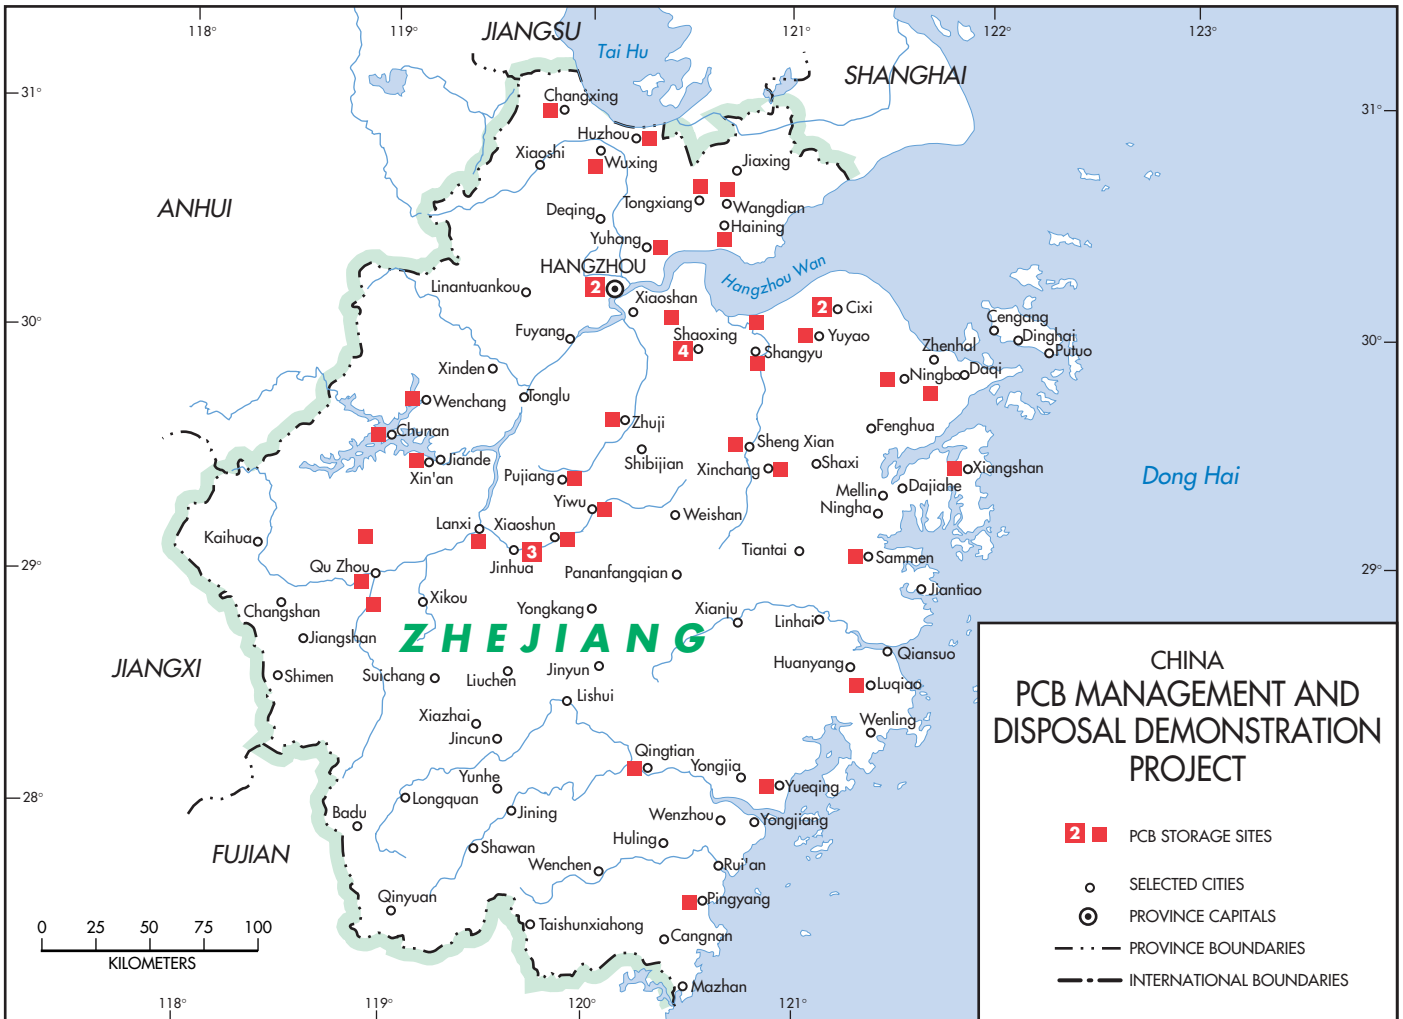 118°
119°
121°
122°
123°
JIANGSU
Tai Hu
SHANGHAI
31°
31°
Changxing
Huzhou
Xiaoshi
Wuxing
Jiaxing
ANHUI
Deqing
Tongxiang
Wangdian
Haining
Yuhang
HANGZHOU
Hangzhou Wan
Linantuankou
2
Xiaoshan
2
Cixi
30°
Cengang
Dinghai
Putuo
30°
Fuyang
Shaoxing
4
Shangyu
Yuyao
Zhenhal
Ningbo
Daqi
Xinden
Wenchang
Tonglu
Chunan
Zhuji
Fenghua
Jiande
Xin'an
Shibijian
Sheng Xian
Xinchang
Shaxi
Xiangshan
Dong Hai
Pujiang
Mellin
Dajiahe
Ningha
Yiwu
Weishan
Kaihua
Lanxi
Xiaoshun
3
Jinhua
Tiantai
Sammen
29°
29°
Qu Zhou
Pananfangqian
Jiantiao
Changshan
Xikou
Yongkang
Xianju
Linhai
Jiangshan
ZHEJIANG
Qiansuo
JIANGXI
Shimen
Suichang
Liuchen
Jinyun
Huanyang
Luqiao
Lishui
Xiazhai
Jincun
Wenling
Qingtian
Yongjia
Yunhe
Yueqing
28°
Longquan
Jining
Badu
Wenzhou
Yongjiang
Huling
FUJIAN
Shawan
Wenchen
Rui'an
Qinyuan
Pingyang
Taishunxiahong
Cangnan
Mazhan
0 25 50 75 100
KILOMETERS
118°
119°
120°
121°
CHINA
PCB MANAGEMENT AND
DISPOSAL DEMONSTRATION
PROJECT
2 PCB STORAGE SITES
SELECTED CITIES
PROVINCE CAPITALS
PROVINCE BOUNDARIES
INTERNATIONAL BOUNDARIES